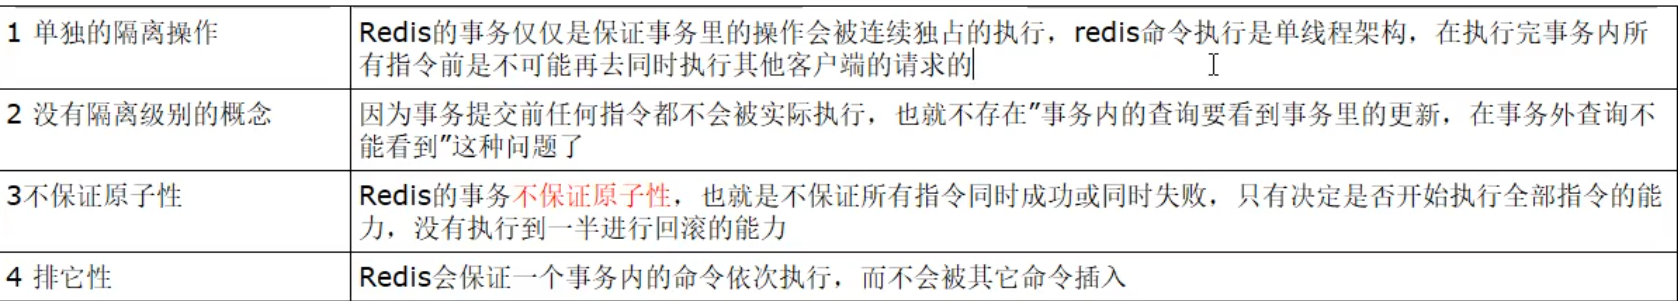 1 单独的隔离操作
Redis的事务仅仅是保证事务里的操作会被连续独占的执行，redis命令执行是单线程架构，在执行完事务内所
有指令前是不可能再去同时执行其他客户端的请求的
2 没有隔离级别的概念
因为事务提交前任何指令都不会被实际执行，也就不存在”事务内的查询要看到事务里的更新，在事务外查询不
能看到”这种问题了
3不保证原子性
Redis的事务不保证原子性，也就是不保证所有指令同时成功或同时失败，只有决定是否开始执行全部指令的能
力，没有执行到一半进行回滚的能力
4 排它性
Redis会保证一个事务内的命令依次执行，而不会被其它命令插入